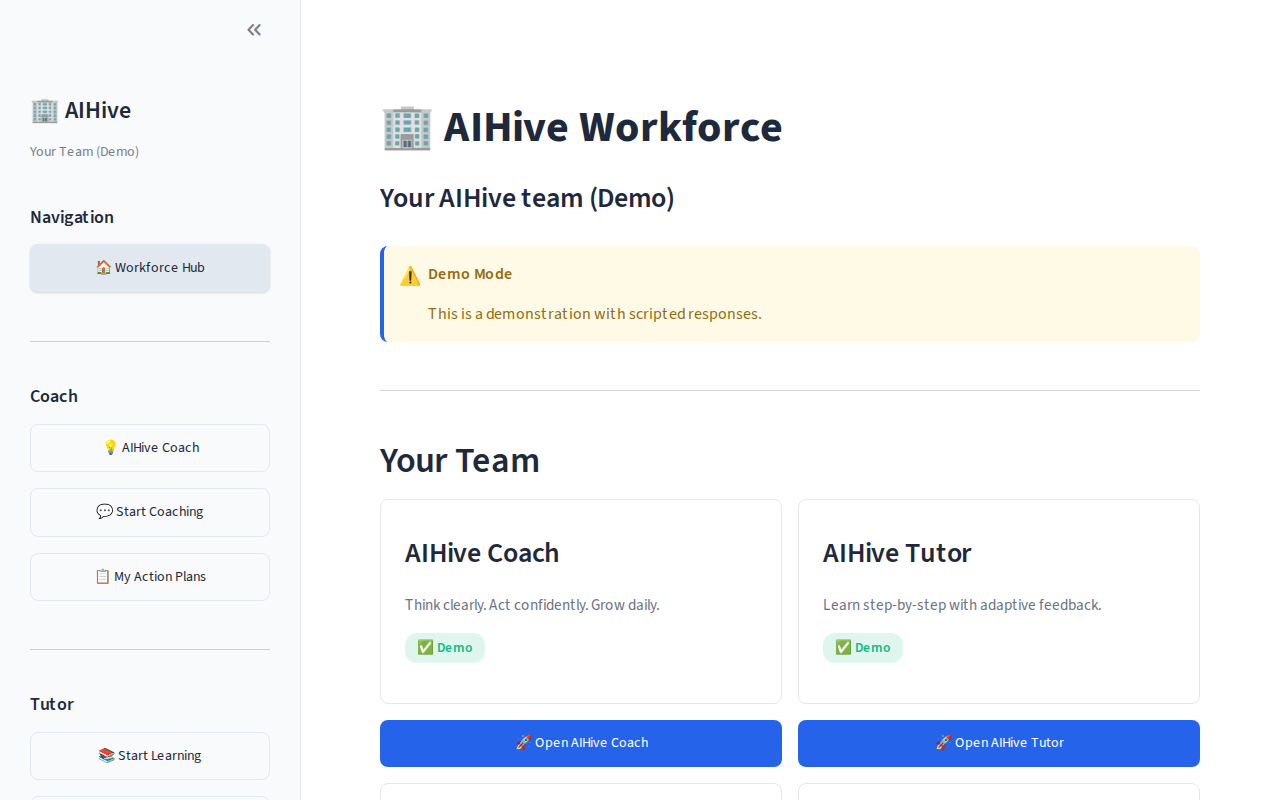 🏢 AIHive
Your Team (Demo)
Navigation
🏠 Workforce Hub
Coach
💡 AIHive Coach
💬 Start Coaching
📋 My Action Plans
Tutor
📚 Start Learning
🏢 AIHive Workforce
Your AIHive team (Demo)
⚠️ Demo Mode
This is a demonstration with scripted responses.
Your Team
AIHive Coach
Think clearly. Act confidently. Grow daily.
✅ Demo
🚀 Open AIHive Coach
AIHive Tutor
Learn step-by-step with adaptive feedback.
✅ Demo
🚀 Open AIHive Tutor